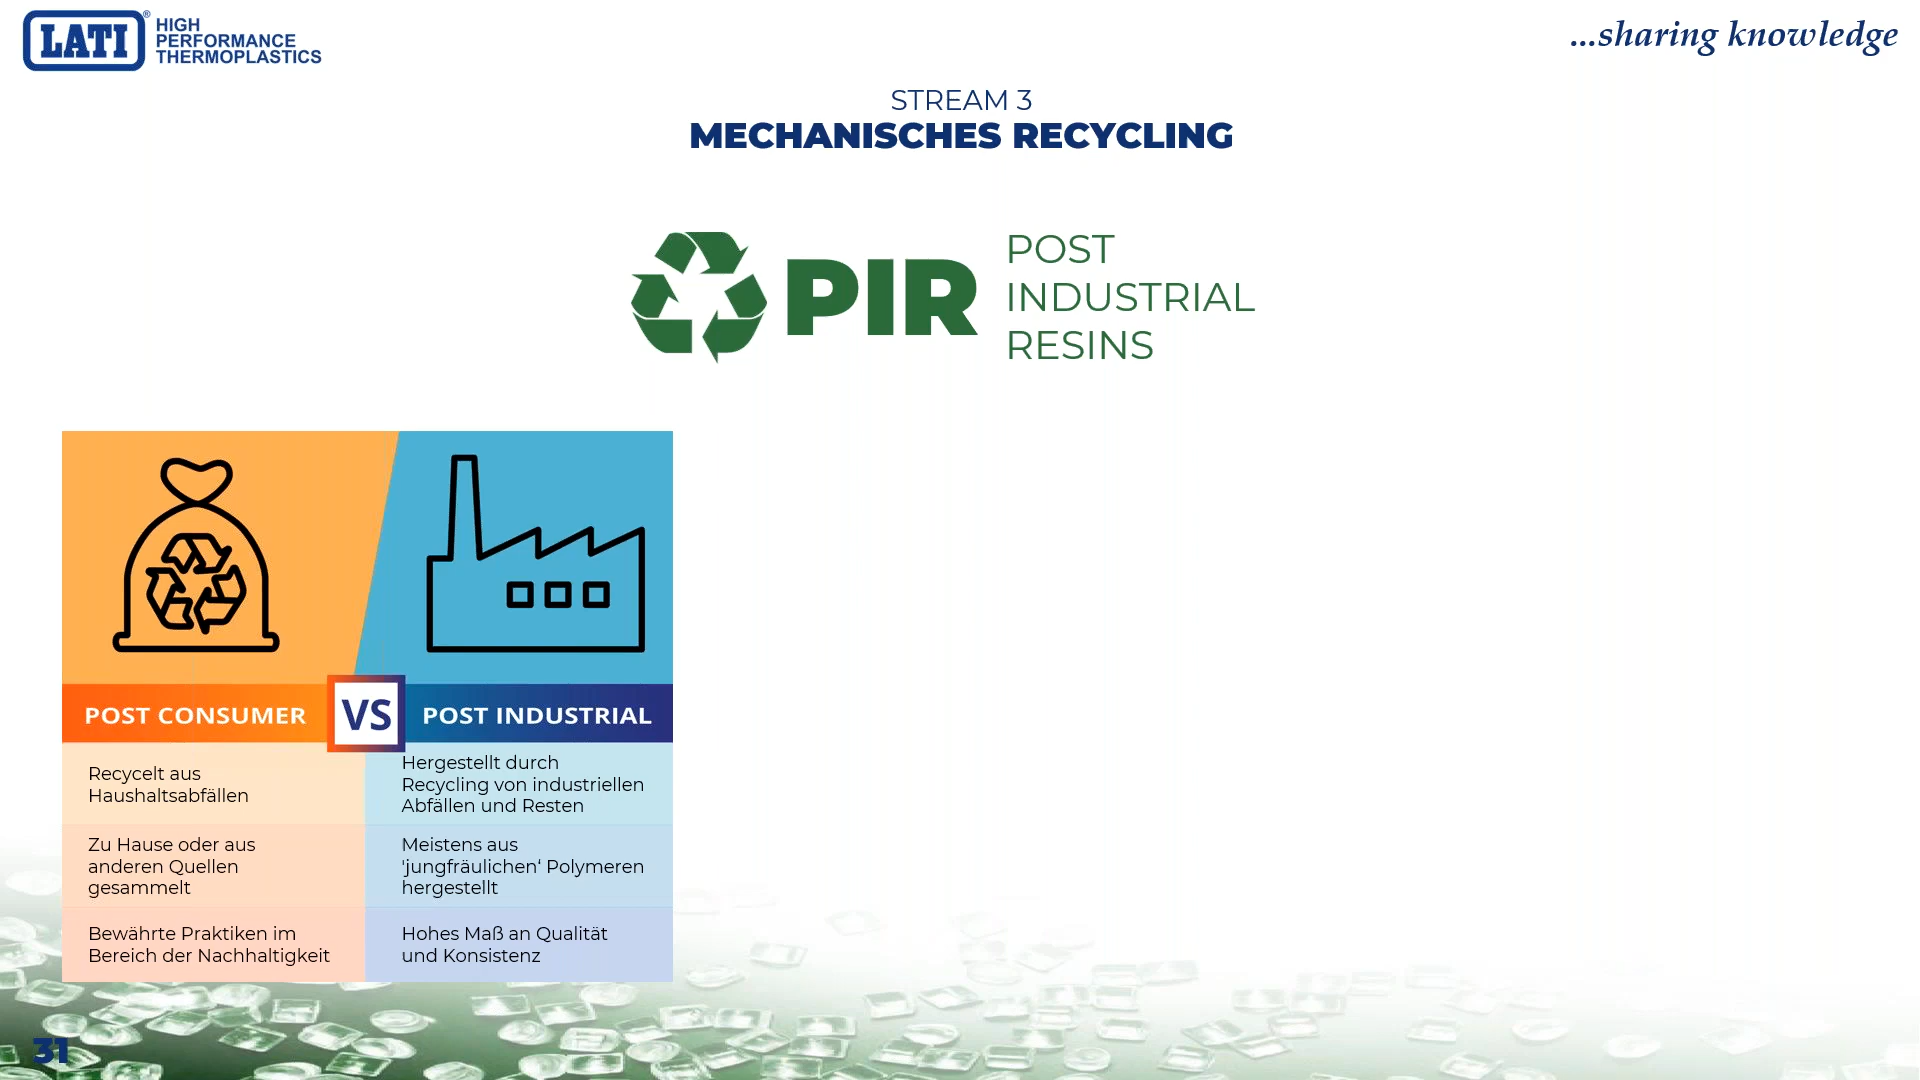 LATI®
HIGH
PERFORMANCE
THERMOPLASTICS
...sharing knowledge
STREAM 3
MECHANISCHES RECYCLING
PIR
POST
INDUSTRIAL
RESINS
POST CONSUMER
VS
POST INDUSTRIAL
Recycelt aus
Haushaltsabfällen
Hergestellt durch
Recycling von industriellen
Abfällen und Resten
Zu Hause oder aus
anderen Quellen
gesammelt
Meistens aus
'jungfräulichen‘ Polymeren
hergestellt
Bewährte Praktiken im
Bereich der Nachhaltigkeit
Hohes Maß an Qualität
und Konsistenz
31